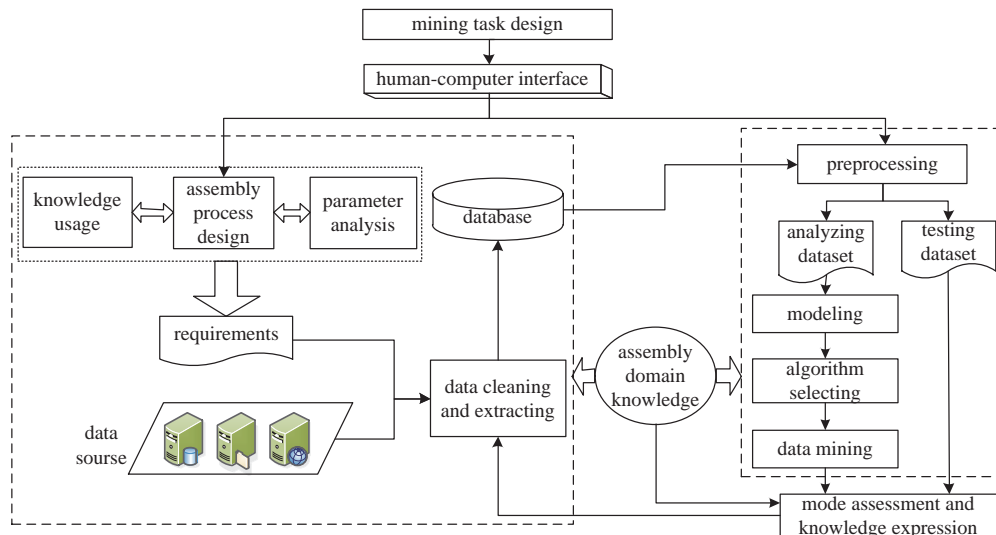 mining task design
human-computer interface
knowledge
usage
assembly
process
design
parameter
analysis
database
preprocessing
analyzing
dataset
testing
dataset
requirements
modeling
data cleaning
and extracting
assembly
domain
knowledge
algorithm
selecting
data
sourse
data mining
mode assessment and
knowledge expression